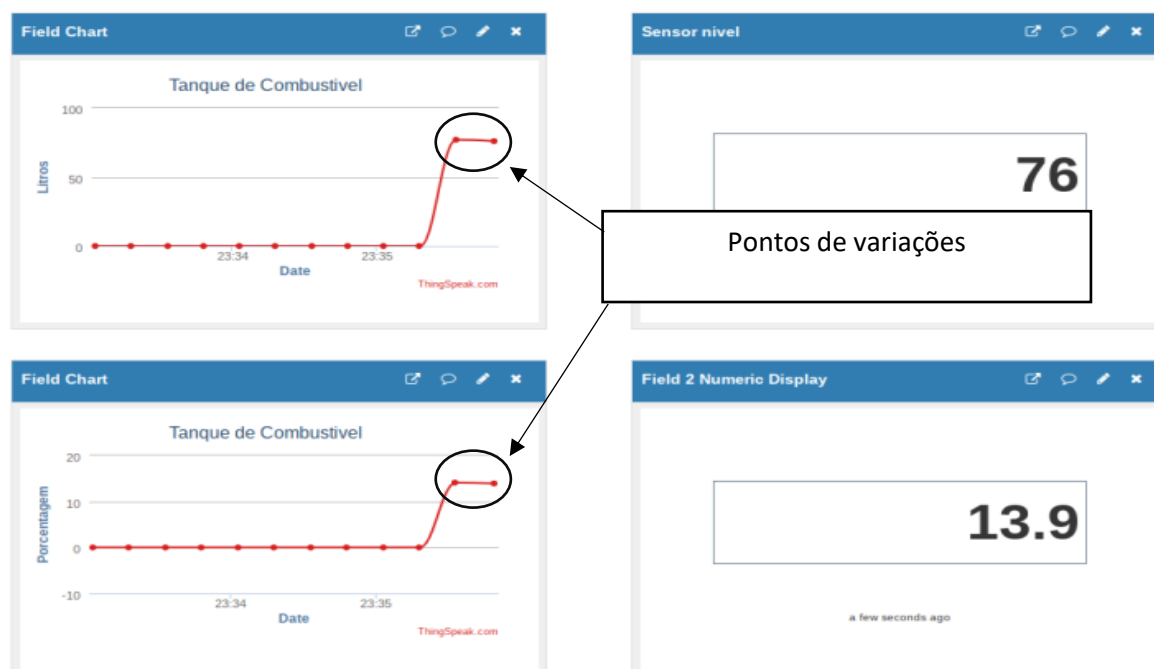 Field Chart
Tanque de Combustivel
100
50
0
Litros
23:34
23:35
Date
ThingSpeak.com
Sensor nivel
76
Pontos de variações
Field Chart
Tanque de Combustivel
20
10
0
-10
Porcentagem
23:34
23:35
Date
ThingSpeak.com
Field 2 Numeric Display
13.9
a few seconds ago